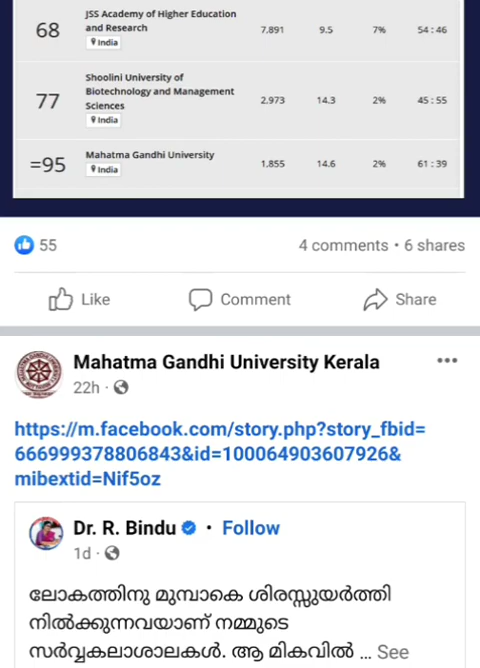 68
JSS Academy of Higher Education
and Research
India
7,891 9.5 7% 54 : 46
77
Shoolini University of
Biotechnology and Management
Sciences
India
2,973 14.3 2% 45 : 55
=95
Mahatma Gandhi University
India
1,855 14.6 2% 61 : 39
55
4 comments • 6 shares
Like Comment Share
Mahatma Gandhi University Kerala
22h ·
https://m.facebook.com/story.php?story_fbid=
666999378806843&id=100064903607926&
mibextid=Nif5oz
Dr. R. Bindu • Follow
1d ·
ലോകത്തിനു മുമ്പാകെ ശിരസ്സുയർത്തി
നിൽക്കുന്നവയാണ് നമ്മുടെ
സർവ്വകലാശാലകൾ. ആ മികവിൽ ... See